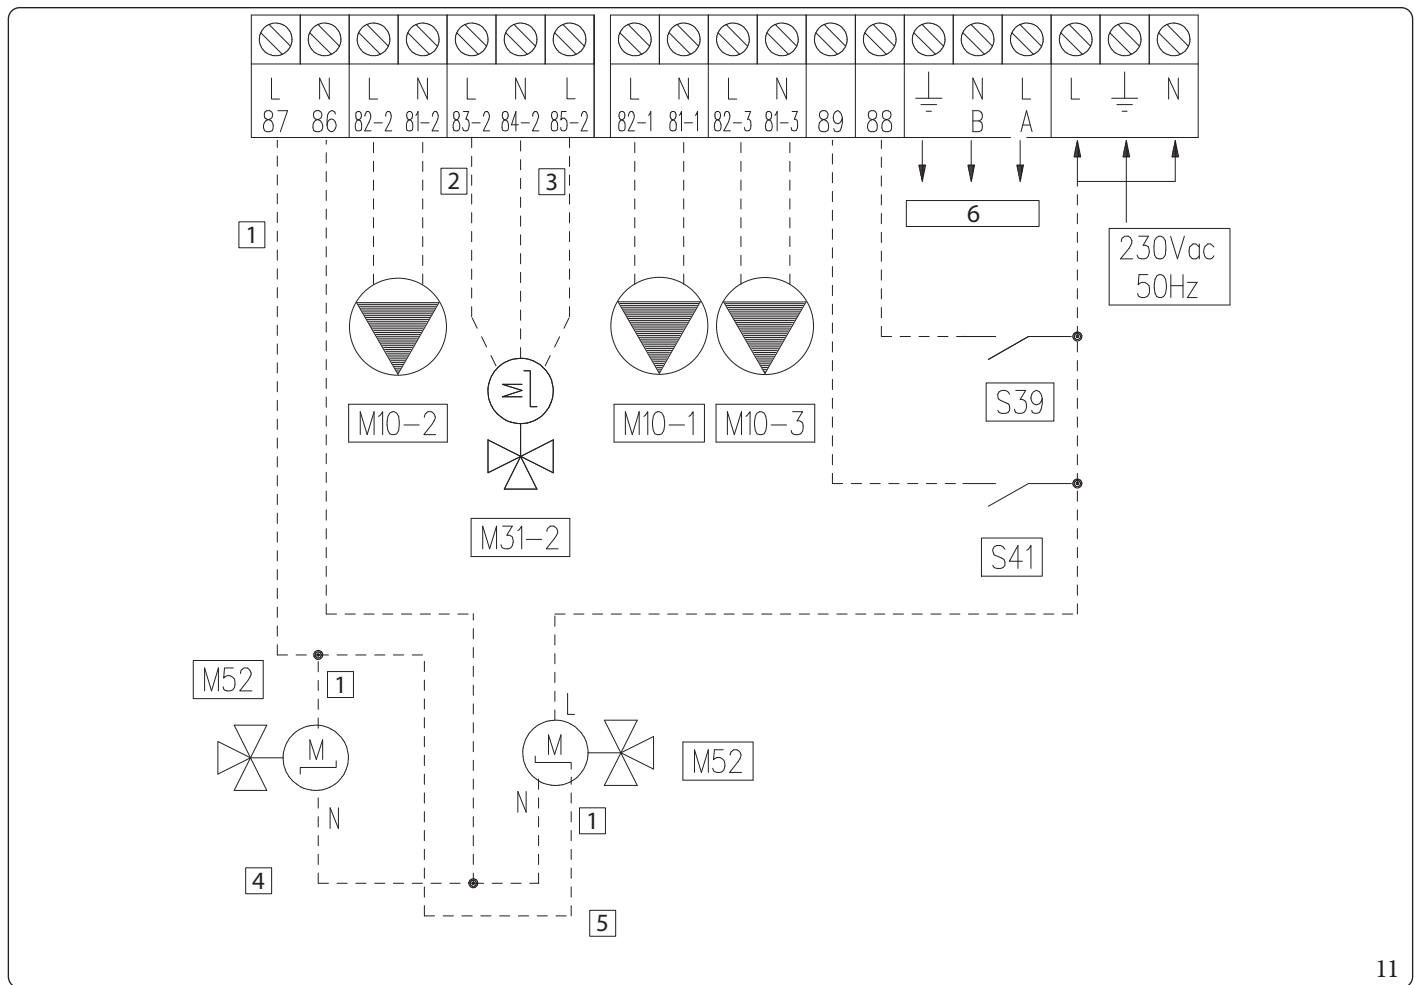 L N L N L N L L N L N N L L N
87 86 82-2 81-2 83-2 84-2 85-2 82-1 81-1 82-3 81-3 89 88 B A
2 3
6
1
230Vac
50Hz
M10-2 M10-1 M10-3
M
S39
M31-2
S41
M52
1
L
M M
M52
N N
1
4
5
11